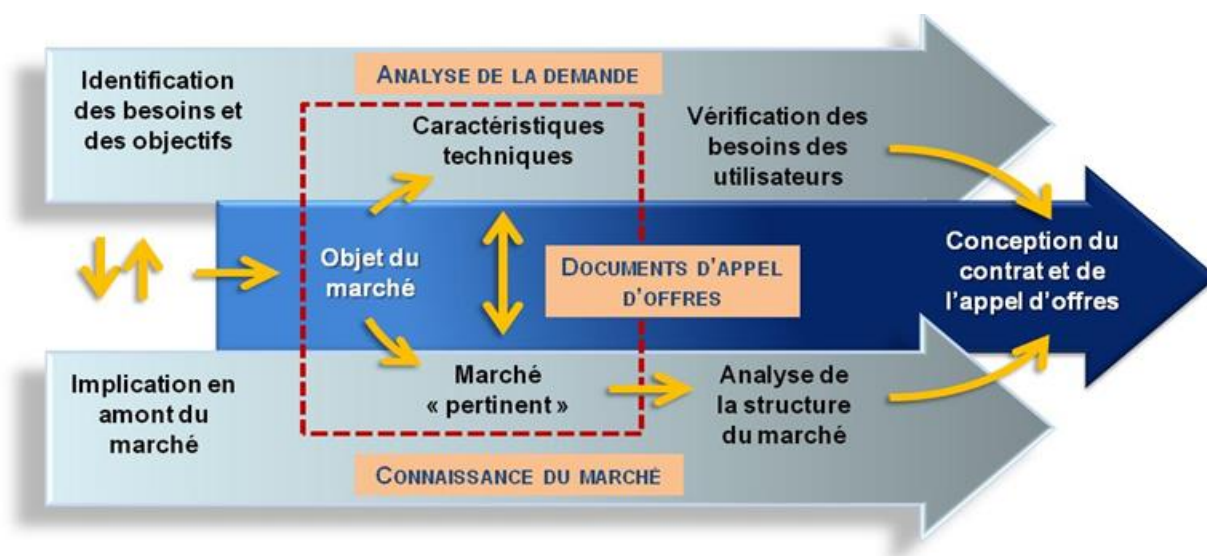 Identification
des besoins et
des objectifs
ANALYSE DE LA DEMANDE
Caractéristiques
techniques
Vérification des
besoins des
utilisateurs
Objet du
marché
DOCUMENTS D'APPEL
D'OFFRES
Conception du
contrat et de
l'appel d'offres
Implication en
amont du
marché
Marché
« pertinent »
Analyse de
la structure
du marché
CONNAISSANCE DU MARCHÉ